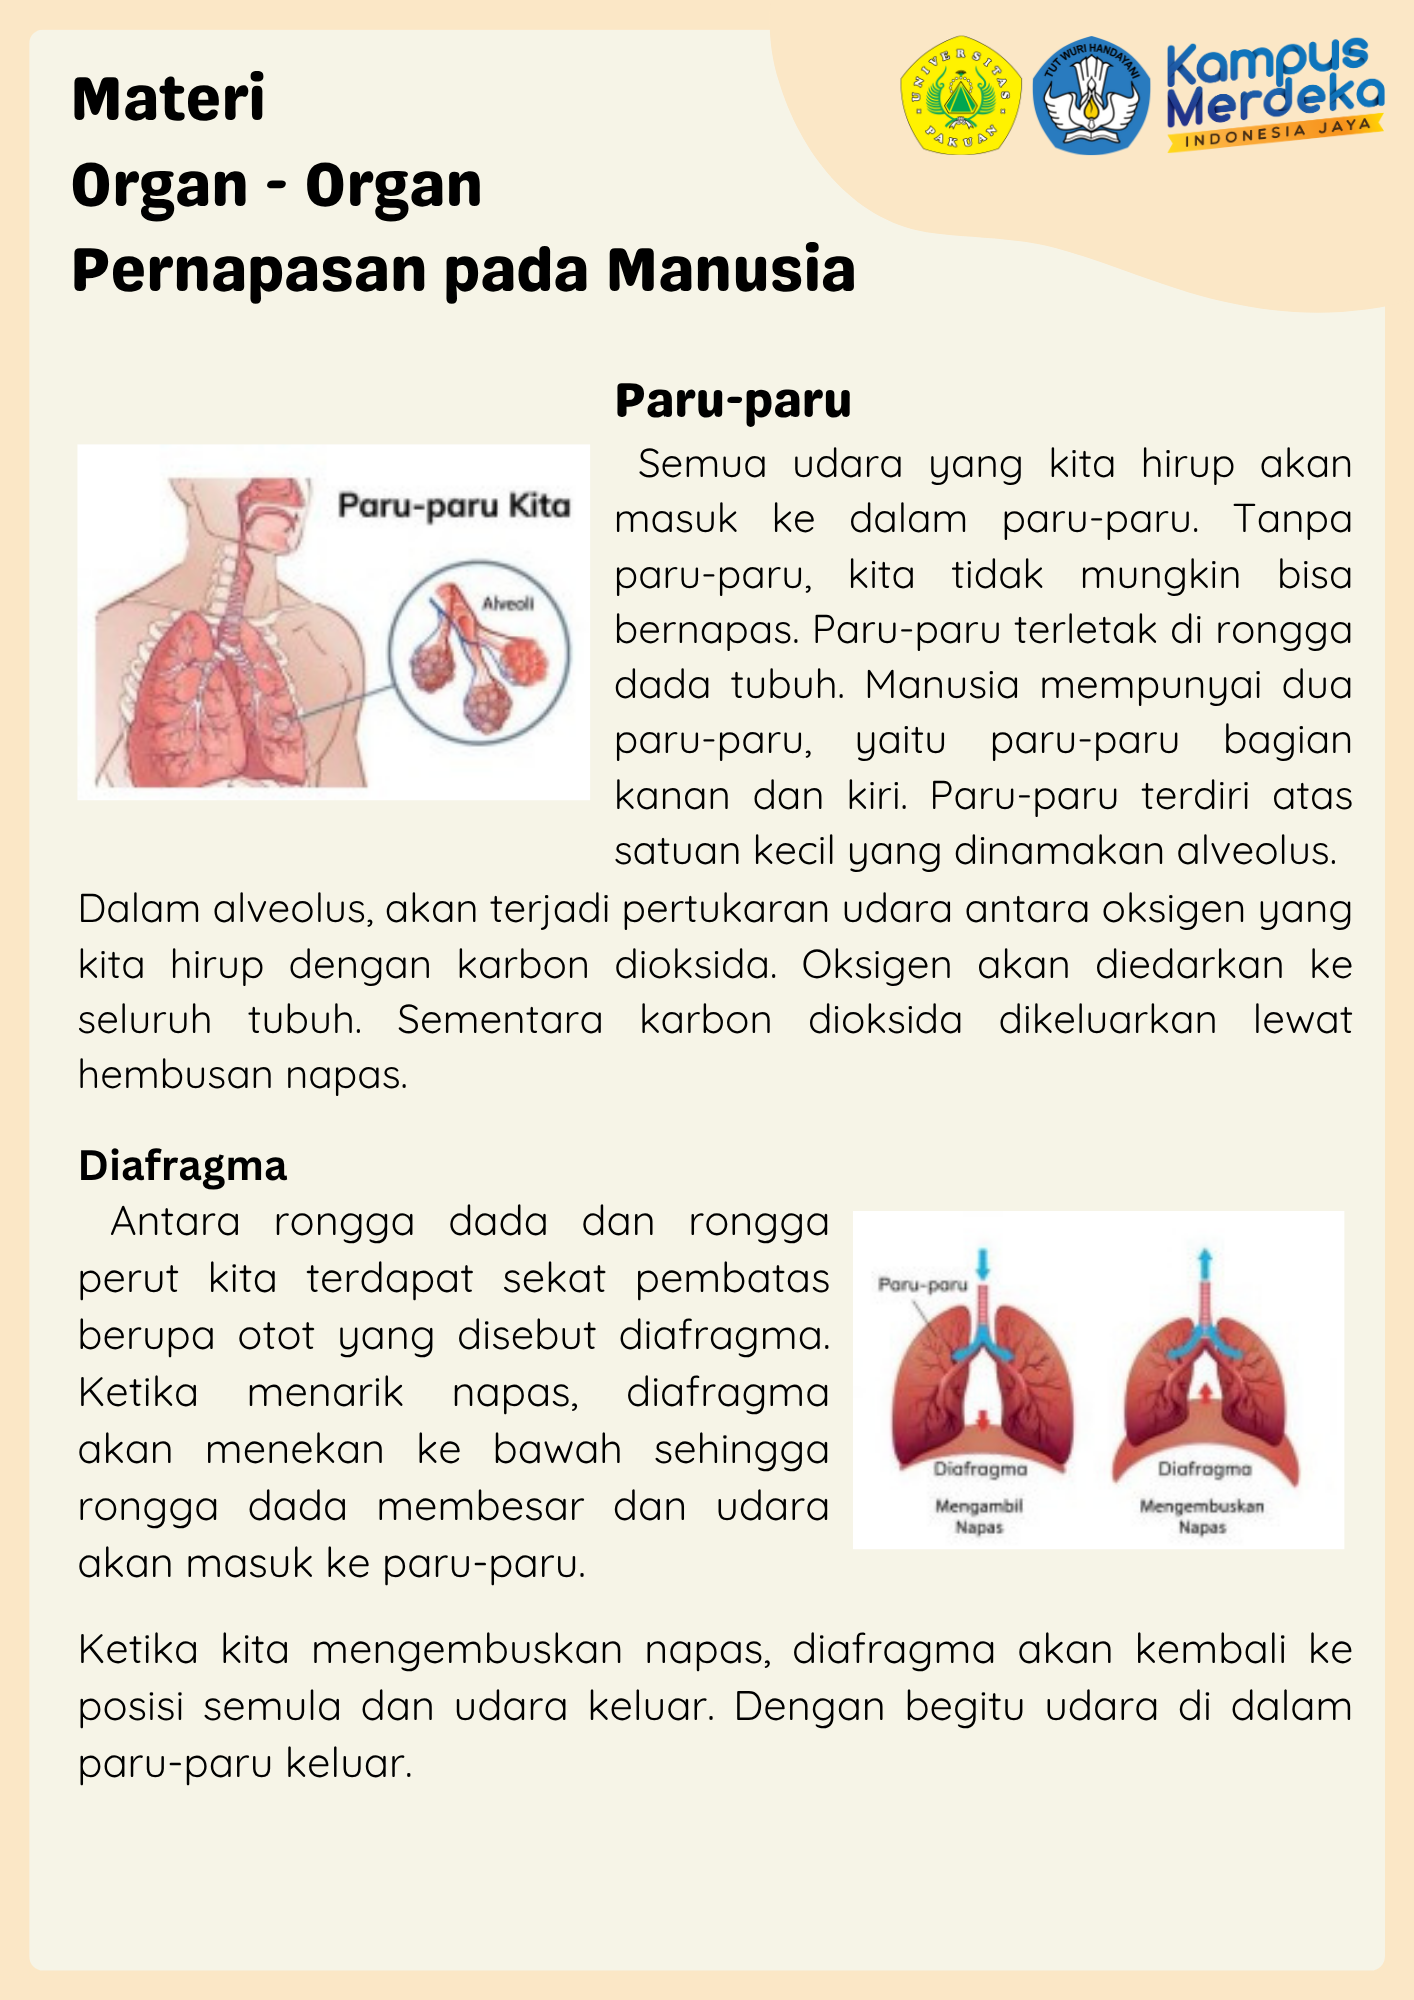 Materi
Organ - Organ
Pernapasan pada Manusia
UNIVERSITAS
PAKUAN
TUT WURI HANDAYANI
Kampus
Merdeka
INDONESIA JAYA
Paru-paru
Semua udara yang kita hirup akan
masuk ke dalam paru-paru. Tanpa
paru-paru, kita tidak mungkin bisa
bernapas. Paru-paru terletak di rongga
dada tubuh. Manusia mempunyai dua
paru-paru, yaitu paru-paru bagian
kanan dan kiri. Paru-paru terdiri atas
satuan kecil yang dinamakan alveolus.
Paru-paru Kita
Alveoli
Dalam alveolus, akan terjadi pertukaran udara antara oksigen yang
kita hirup dengan karbon dioksida. Oksigen akan diedarkan ke
seluruh tubuh. Sementara karbon dioksida dikeluarkan lewat
hembusan napas.
Diafragma
Antara rongga dada dan rongga
perut kita terdapat sekat pembatas
berupa otot yang disebut diafragma.
Ketika menarik napas, diafragma
akan menekan ke bawah sehingga
rongga dada membesar dan udara
akan masuk ke paru-paru.
Paru-paru
Diafragma
Mengambil
Napas
Diafragma
Mengembuskan
Napas
Ketika kita mengembuskan napas, diafragma akan kembali ke
posisi semula dan udara keluar. Dengan begitu udara di dalam
paru-paru keluar.